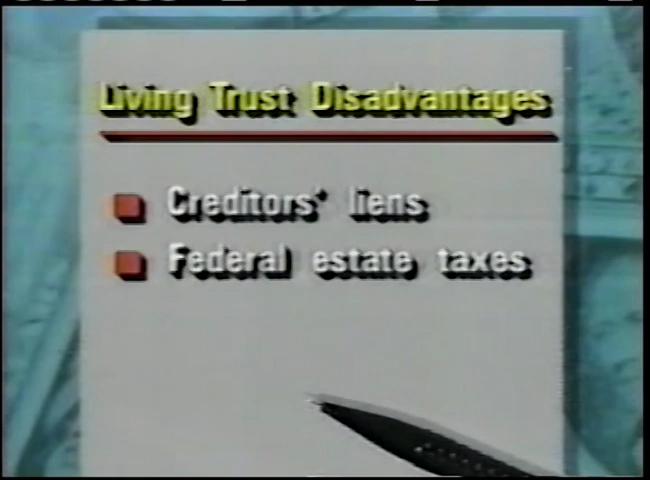 Living Trust Disadvantages
Creditors' liens
Federal estate taxes